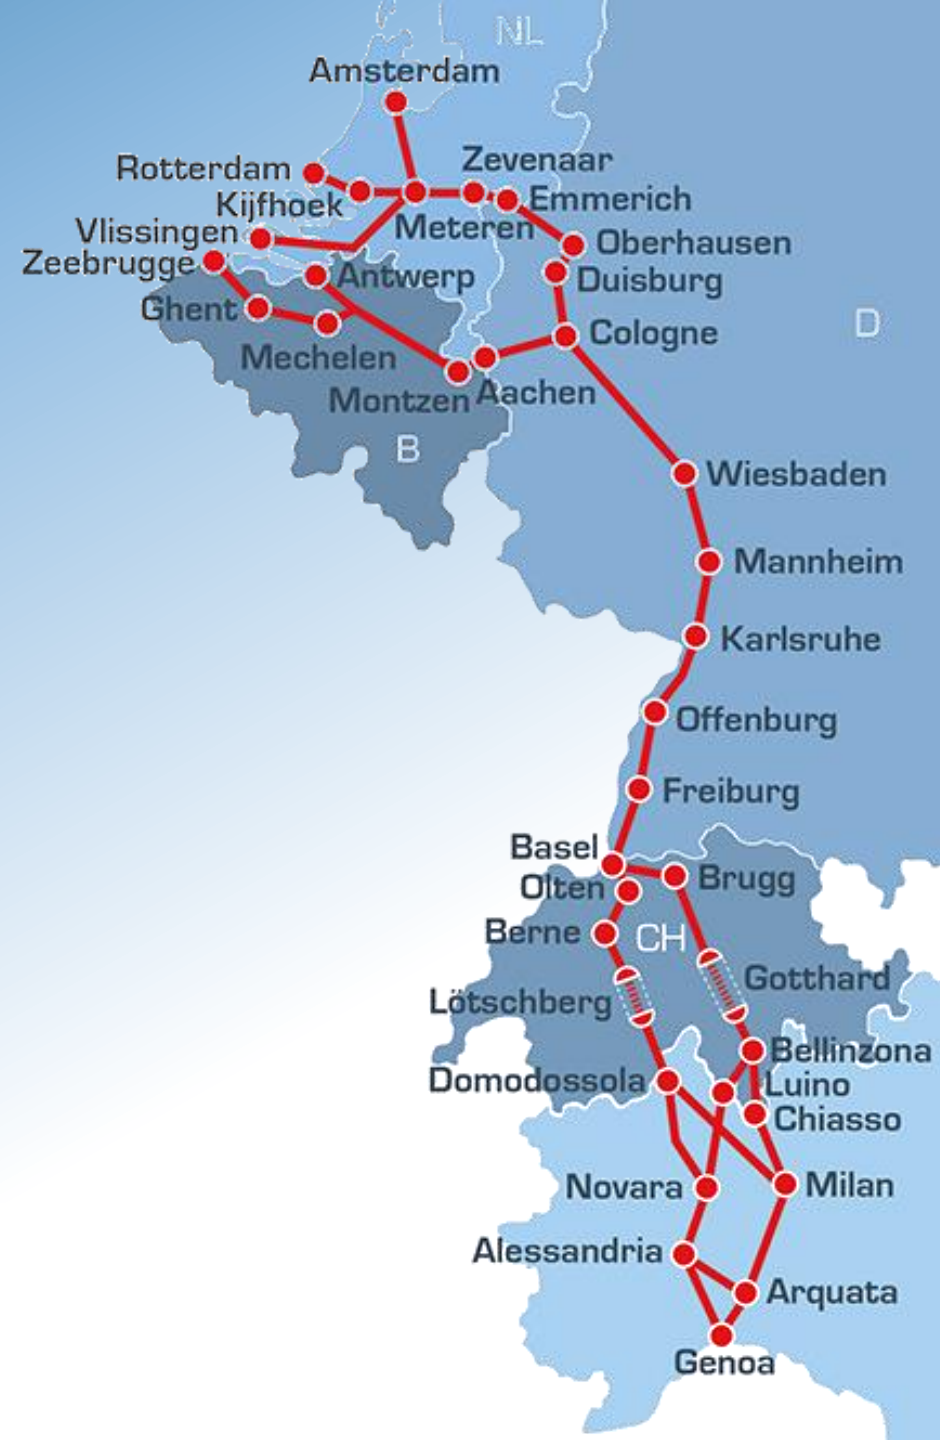 NL
Amsterdam
Zevenaar
Rotterdam
Emmerich
Kijfhoek
Meteren
Vlissingen
Oberhausen
Zeebrugge
Antwerp
Duisburg
Ghent
D
Cologne
Mechelen
Aachen
Montzen
B
Wiesbaden
Mannheim
Karlsruhe
Offenburg
Freiburg
Basel
Brugg
Olten
Berne
CH
Gotthard
Lötschberg
Bellinzona
Domodossola
Luino
Chiasso
Novara
Milan
Alessandria
Arquata
Genoa